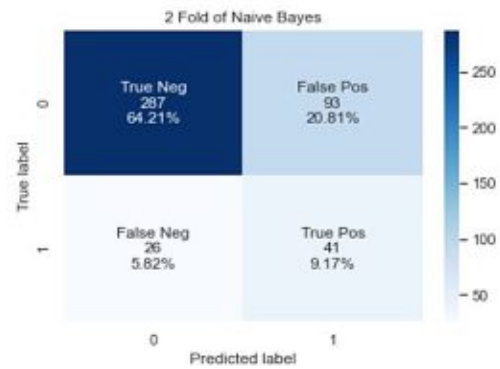 2 Fold of Naive Bayes
True Neg
287
64.21%
False Pos
93
20.81%
False Neg
26
5.82%
True Pos
41
9.17%
0
1
True label
0
1
Predicted label
250
200
150
100
50